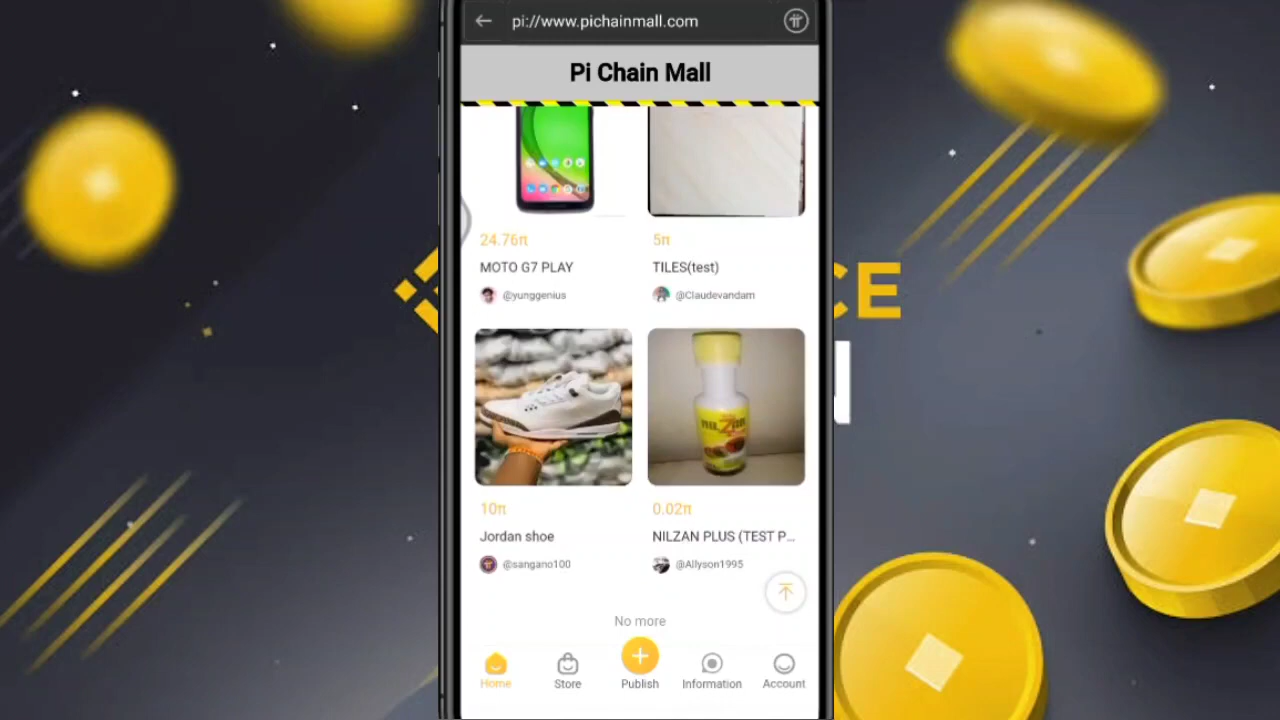 pi://www.pichainmall.com
Pi Chain Mall
24.76π
5π
MOTO G7 PLAY
TILES(test)
@yunggenius
@Claudevandam
CE
10π
0.02π
Jordan shoe
NILZAN PLUS (TEST P...
@sangano100
@Allyson1995
No more
Home
Store
Publish
Information
Account